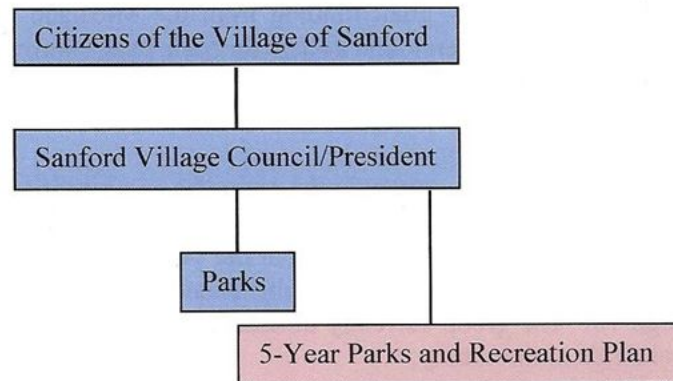 Citizens of the Village of Sanford
Sanford Village Council/President
Parks
5-Year Parks and Recreation Plan